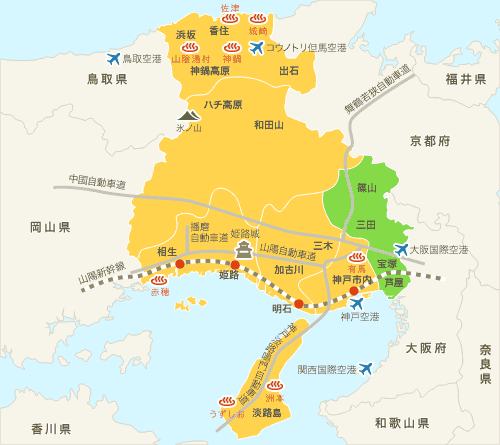 佐津
浜坂
香住
城崎
コウノトリ但馬空港
山陰湯村
神鍋
鳥取空港
神鍋高原
出石
鳥取県
福井県
舞鶴若狭自動車道
ハチ高原
氷ノ山
和田山
京都府
中国自動車道
篠山
岡山県
播磨
自動車道
姫路城
三田
相生
山陽自動車道
三木
大阪国際空港
有馬
宝塚
山陽新幹線
姫路
加古川
神戸市内
芦屋
赤穂
明石
神戸空港
神戸淡路鳴門自動車道
大阪府
奈良県
関西国際空港
洲本
うずしお
淡路島
香川県
和歌山県